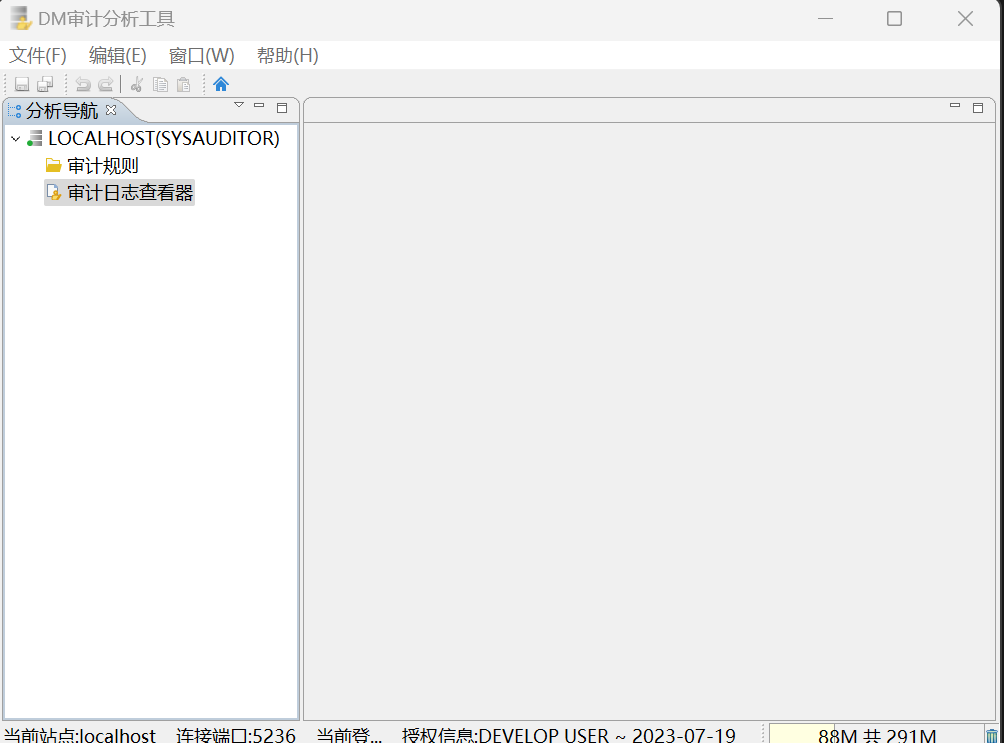 DM审计分析工具
文件(F) 编辑(E) 窗口(W) 帮助(H)
分析导航
LOCALHOST(SYSAUDITOR)
审计规则
审计日志查看器
当前站点:localhost 连接端口:5236 当前登... 授权信息:DEVELOP USER ~ 2023-07-19 88M 共 291M